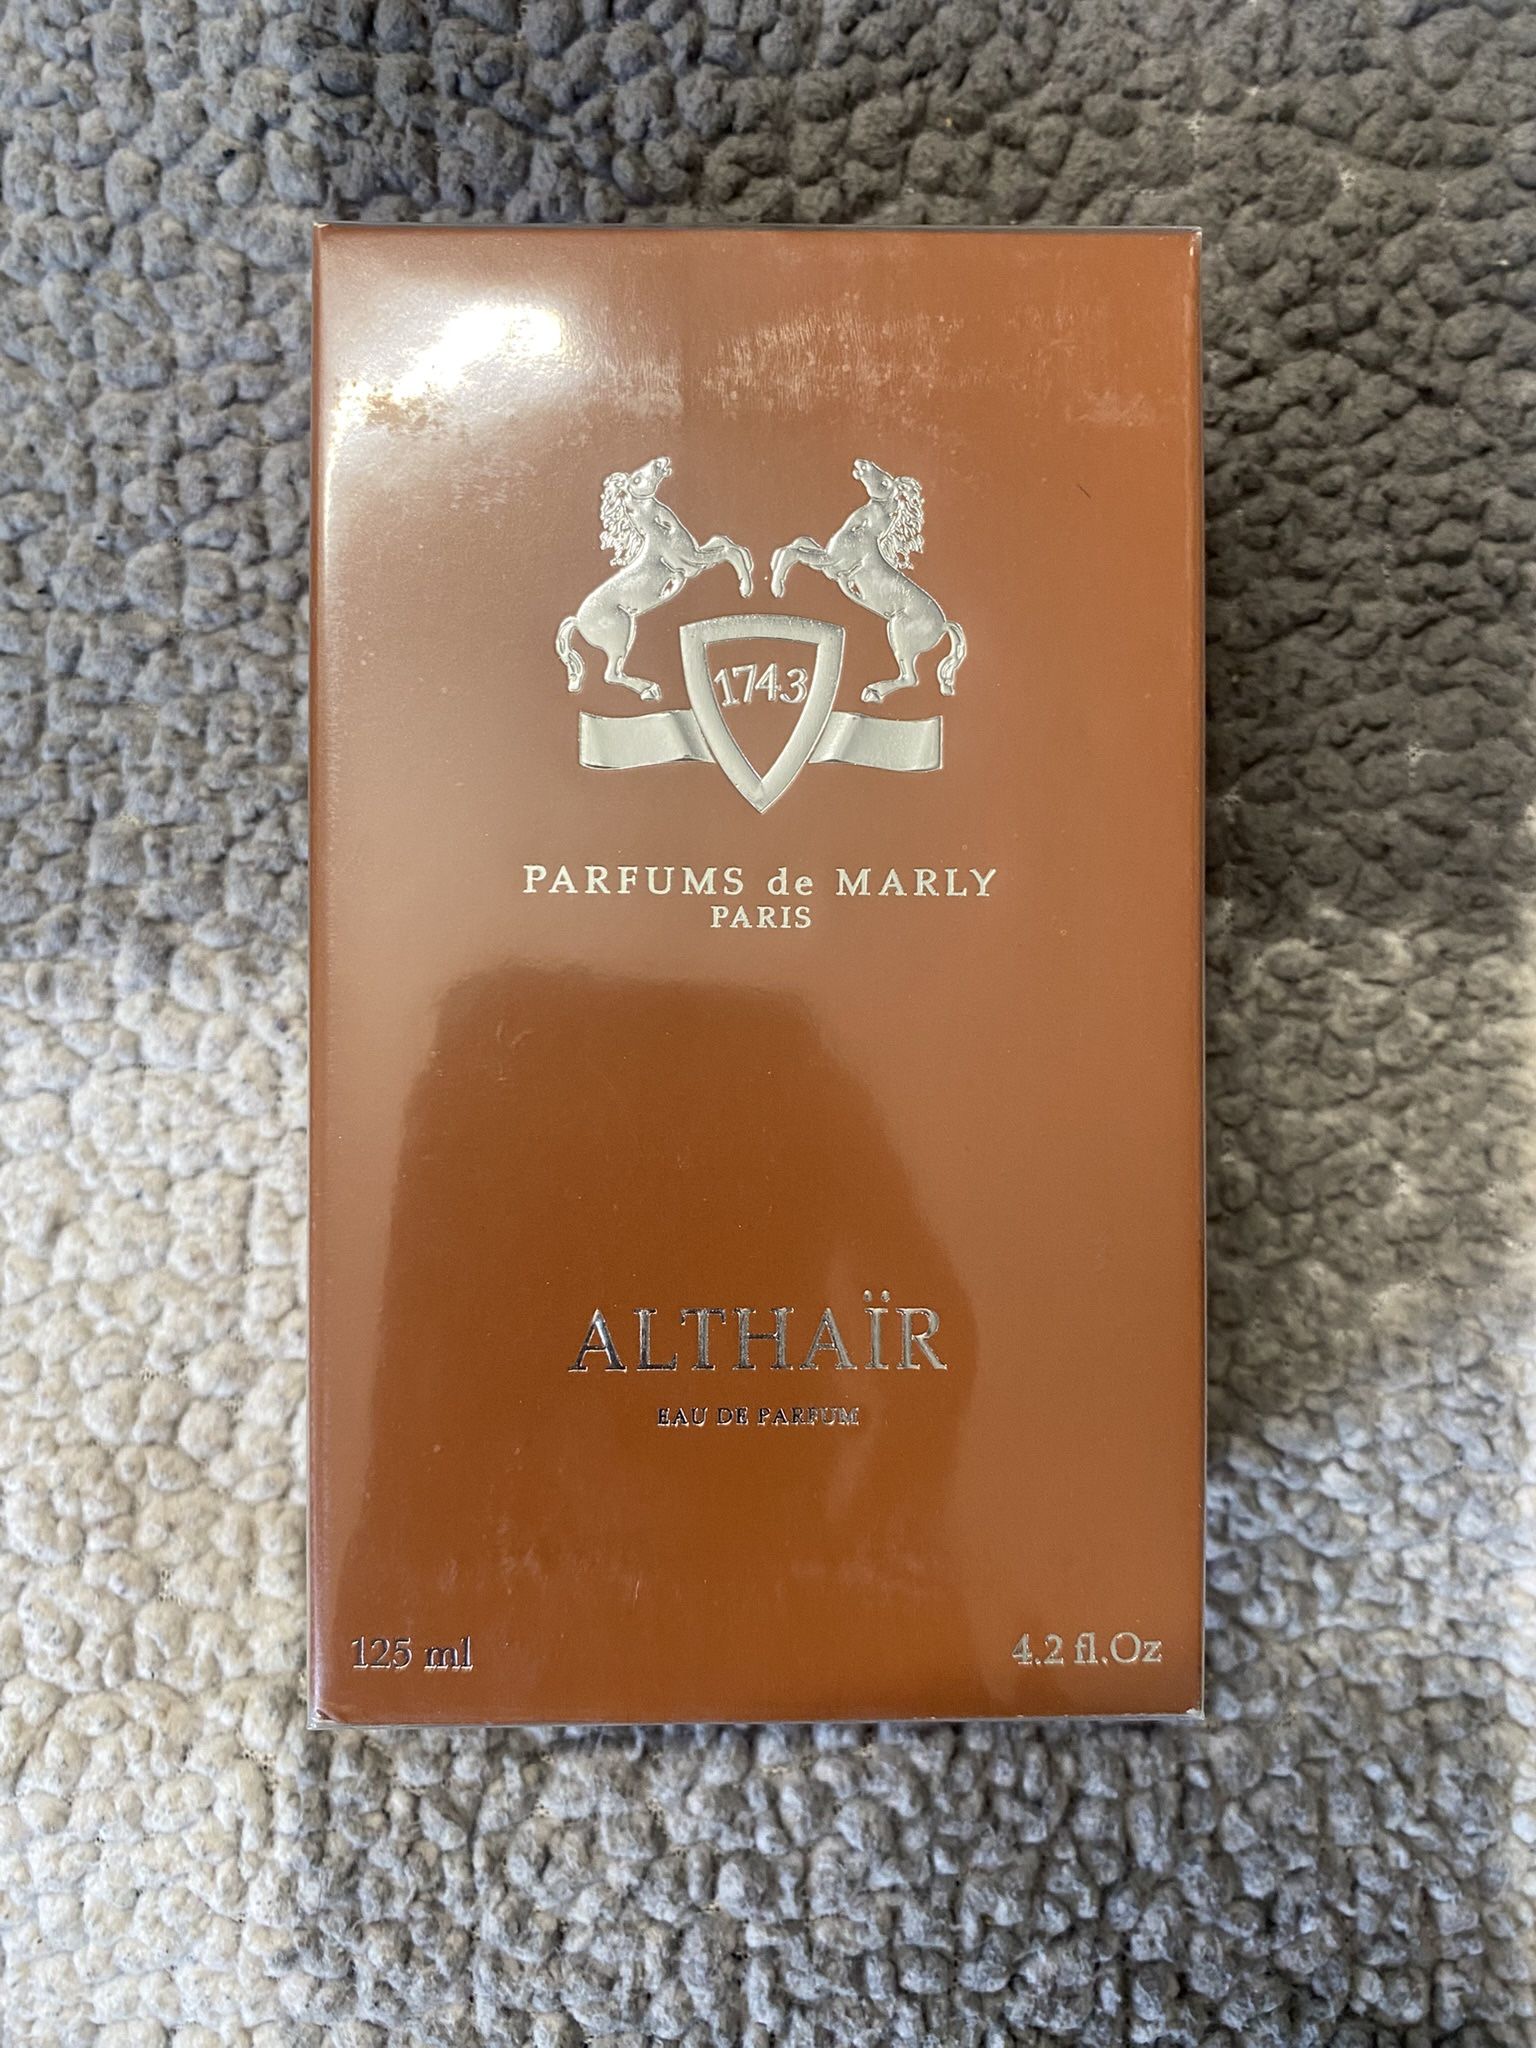 1743
PARFUMS de MARLY
PARIS
ALTHAÏR
EAU DE PARFUM
125 ml
4.2 fl.Oz